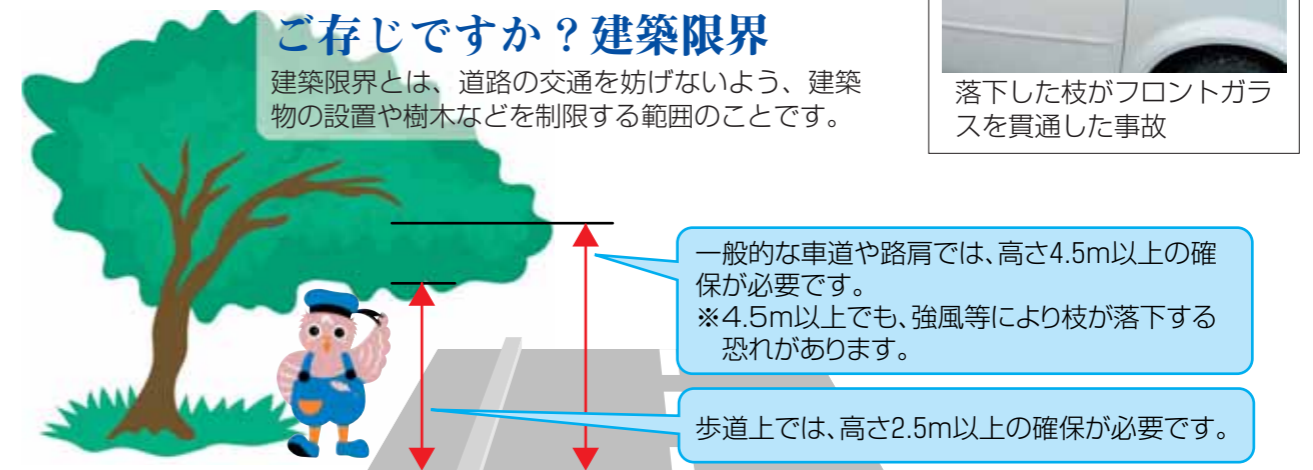 ご存じですか？建築限界
建築限界とは、道路の交通を妨げないよう、建築
物の設置や樹木などを制限する範囲のことです。
落下した枝がフロントガラ
スを貫通した事故
一般的な車道や路肩では、高さ4.5m以上の確
保が必要です。
※4.5m以上でも、強風等により枝が落下する
恐れがあります。
歩道上では、高さ2.5m以上の確保が必要です。